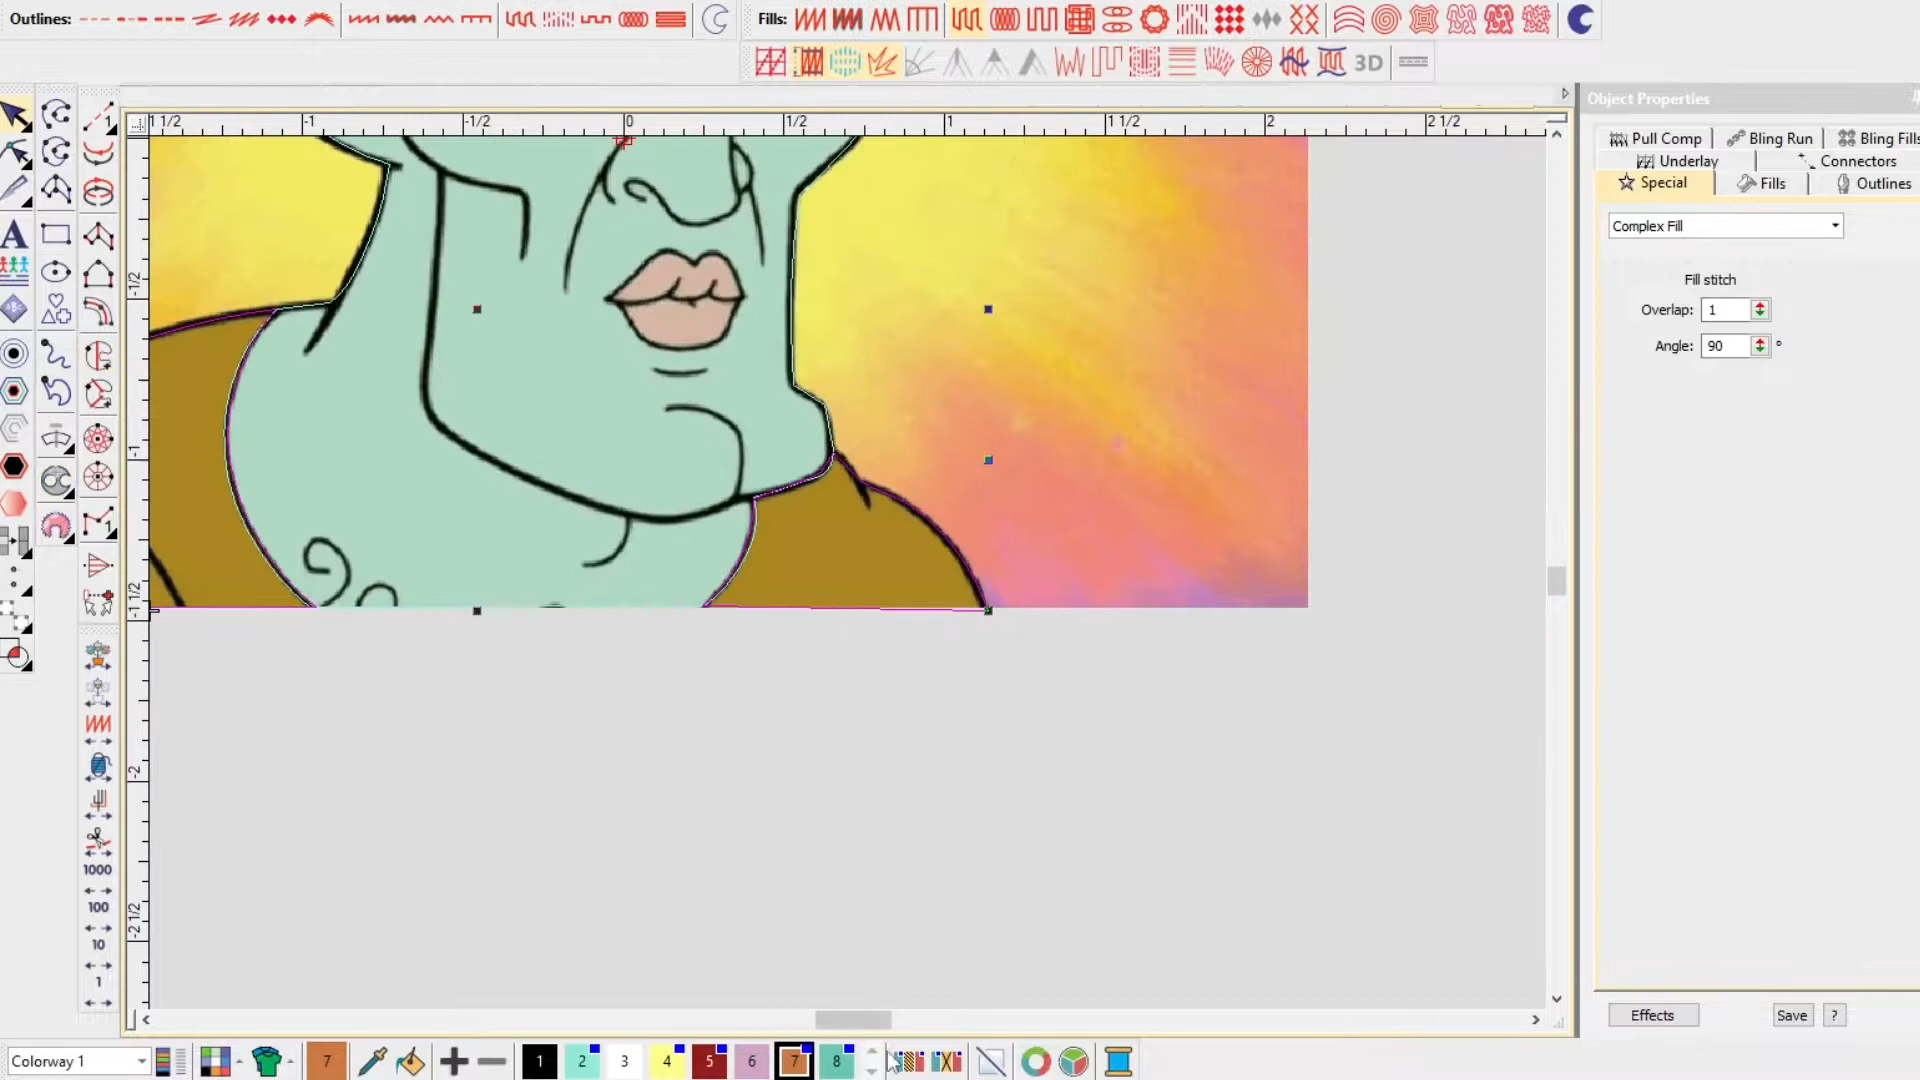 Outlines:
Fills:
3D
Object Properties
Pull Comp
Bling Run
Bling Fills
Underlay
Connectors
Special
Fills
Outlines
Complex Fill
Fill stitch
Overlap: 1
Angle: 90 °
Effects
Save
?
1 1/2
-1
-1/2
0
1/2
1
1 1/2
2
2 1/2
-1/2
-1
-1 1/2
-2
-2 1/2
A
ABC
1
1
1000
100
10
1
Colorway 1
7
1
2
3
4
5
6
7
8